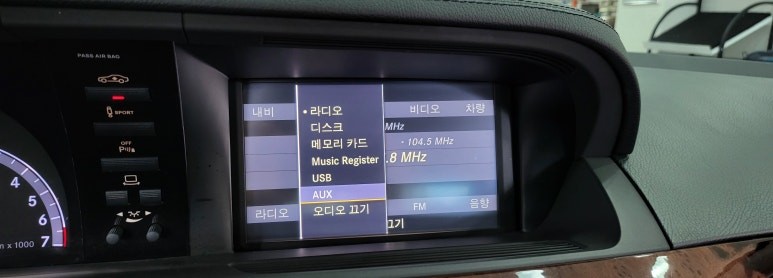 PASS AIR BAG
SPORT
OFF
4
5
6
7
x 1000
내비
비디오
차량
• 라디오
디스크
메모리 카드
Music Register
USB
AUX
오디오 끄기
MHz
• 104.5 MHz
.8 MHz
라디오
FM
음향
끄기